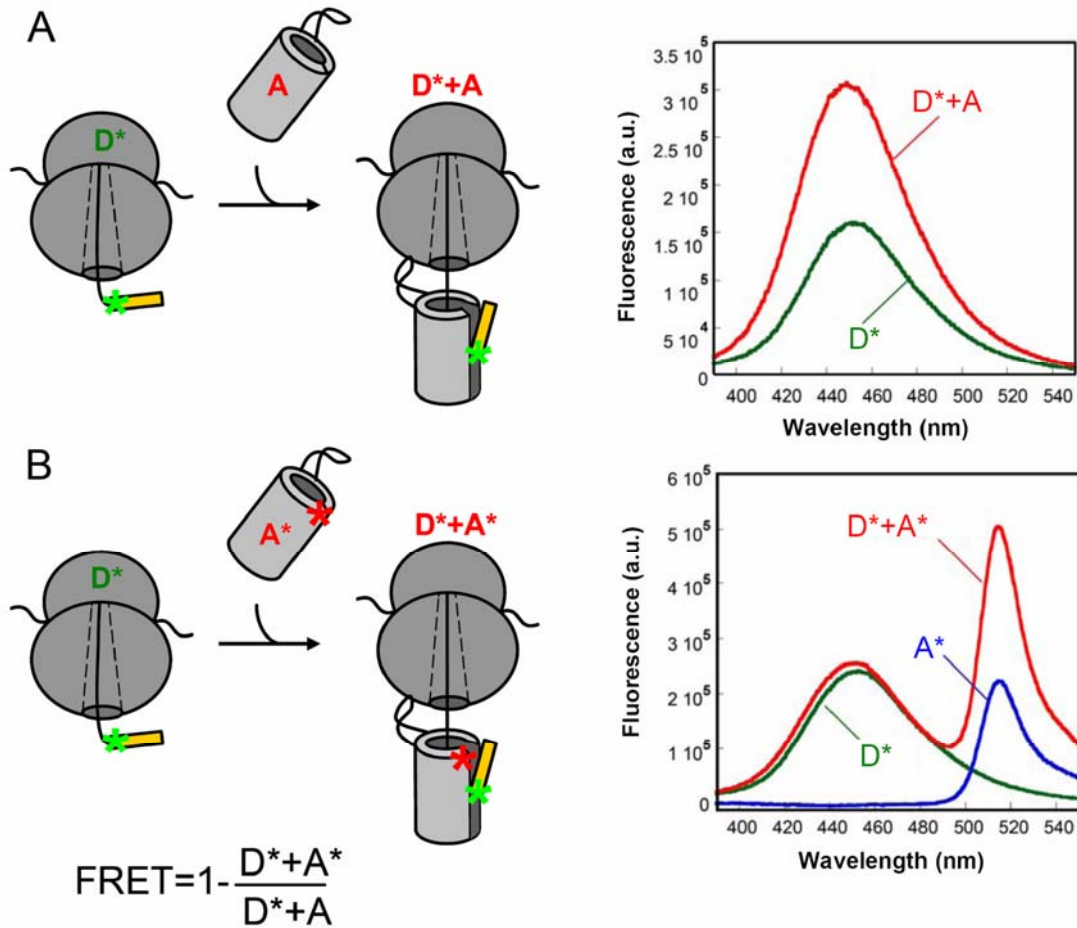 A
A
D*
D*+A
Fluorescence (a.u.)
3.5 10 5
3 10 5
2.5 10 5
2 10 5
1.5 10 5
1 10 5
5 10 4
0
D*+A
D*
400 420 440 460 480 500 520 540
Wavelength (nm)
B
A*
D*
D*+A*
Fluorescence (a.u.)
6 10 5
5 10 5
4 10 5
3 10 5
2 10 5
1 10 5
0
D*+A*
A*
D*
400 420 440 460 480 500 520 540
Wavelength (nm)
FRET=1- D*+A*
D*+A